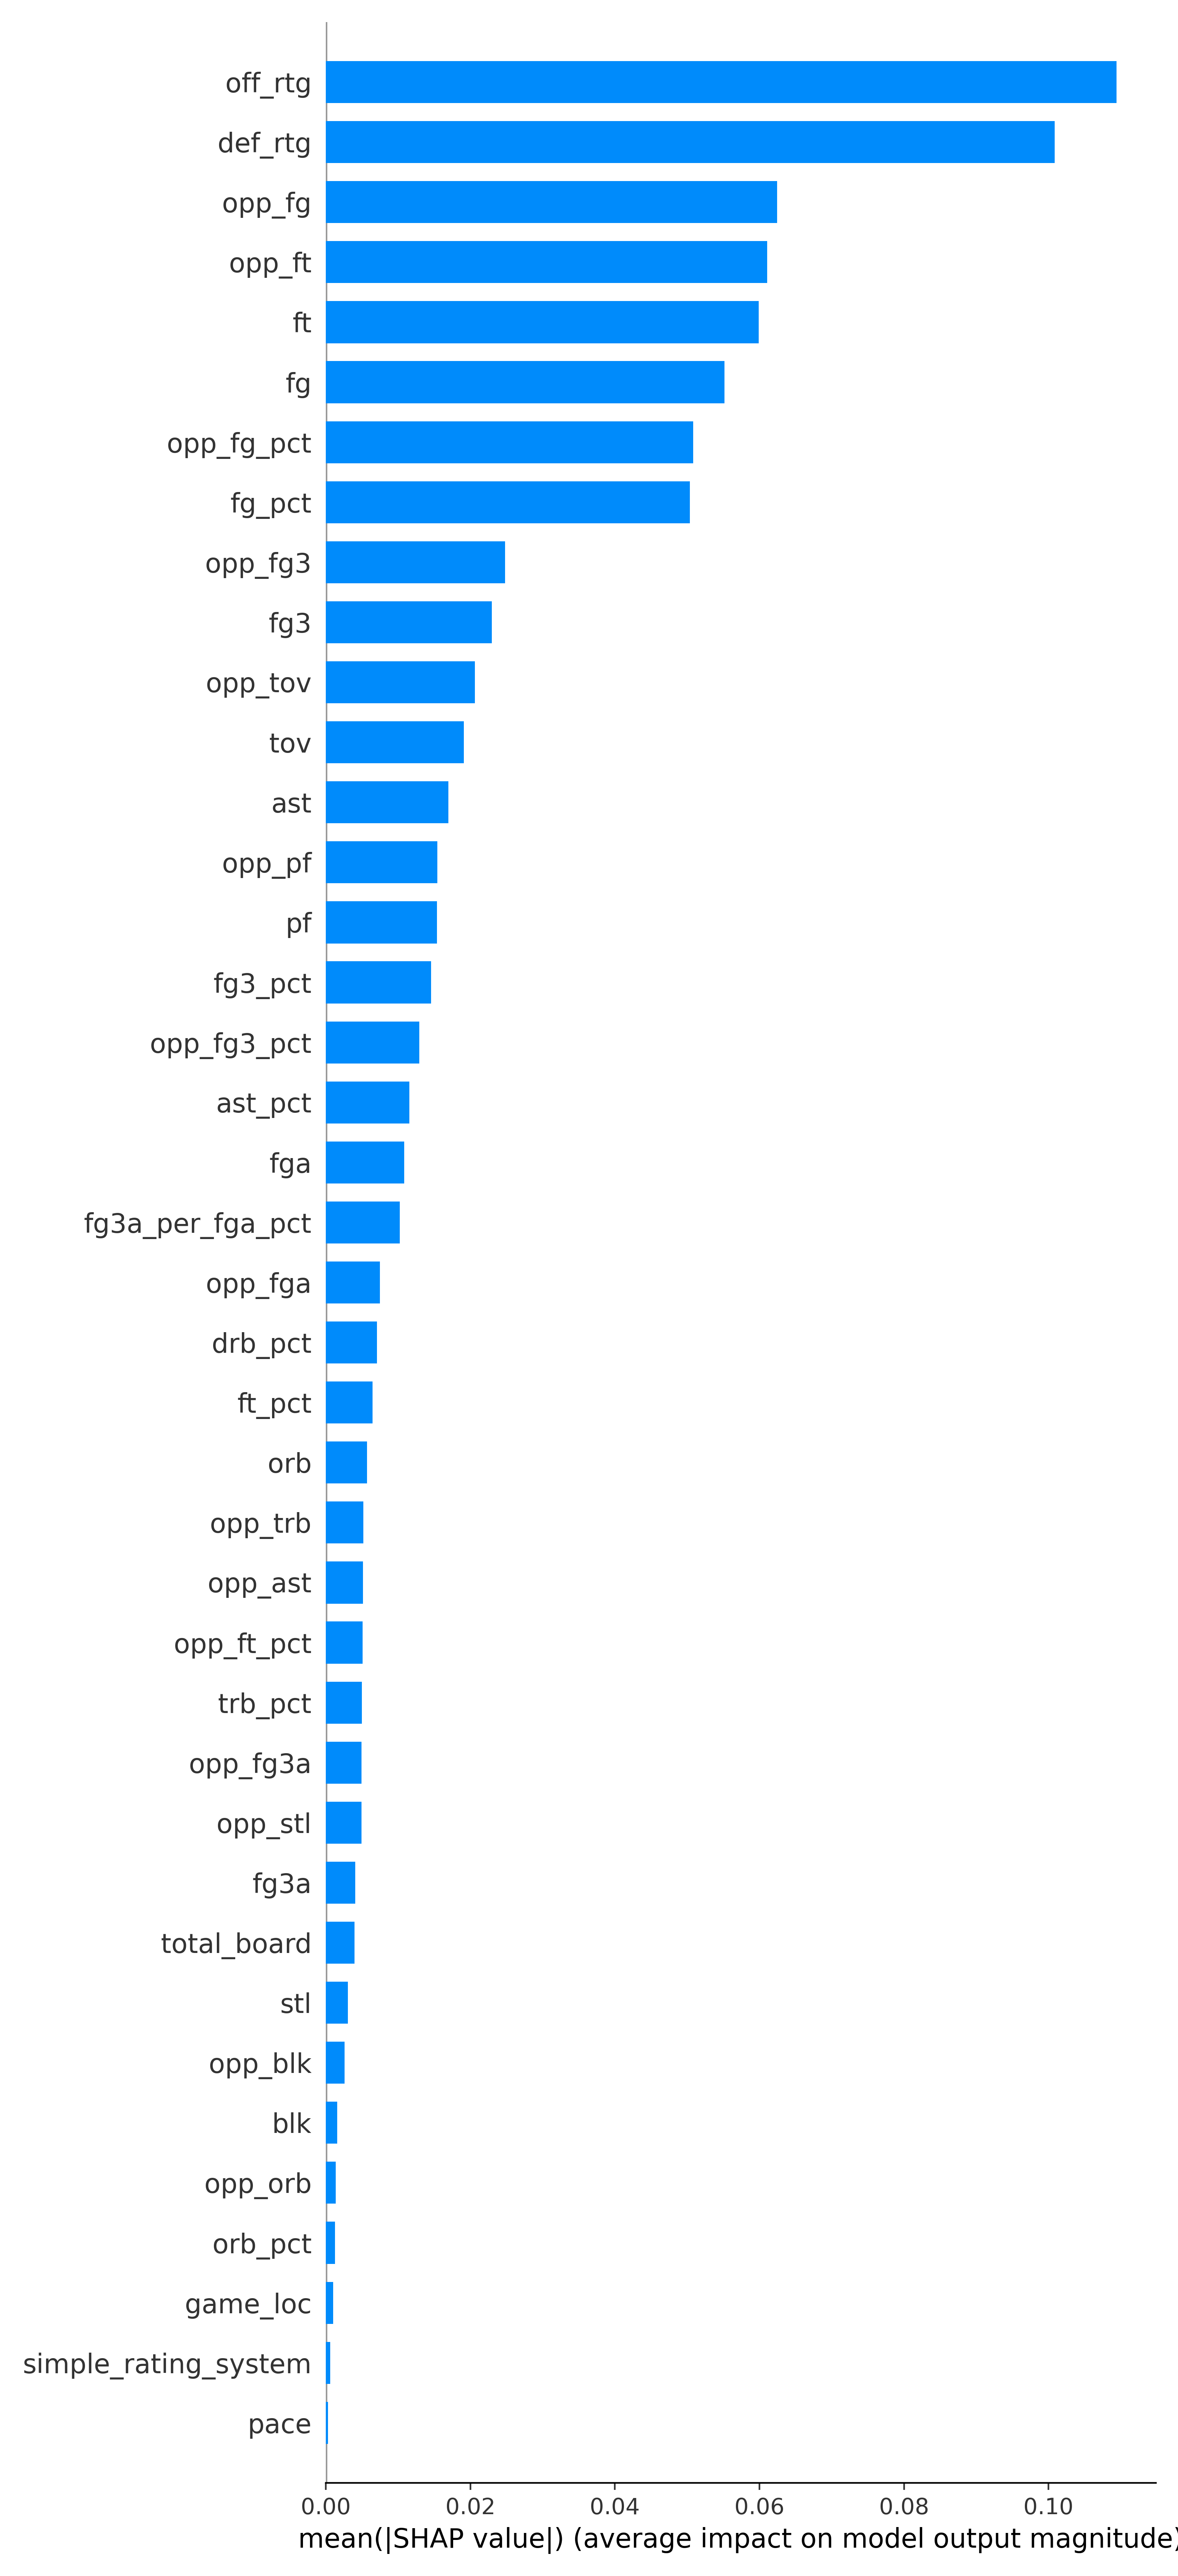 off_rtg
def_rtg
opp_fg
opp_ft
ft
fg
opp_fg_pct
fg_pct
opp_fg3
fg3
opp_tov
tov
ast
opp_pf
pf
fg3_pct
opp_fg3_pct
ast_pct
fga
fg3a_per_fga_pct
opp_fga
drb_pct
ft_pct
orb
opp_trb
opp_ast
opp_ft_pct
trb_pct
opp_fg3a
opp_stl
fg3a
total_board
stl
opp_blk
blk
opp_orb
orb_pct
game_loc
simple_rating_system
pace
0.00 0.02 0.04 0.06 0.08 0.10
mean(|SHAP value|) (average impact on model output magnitude)